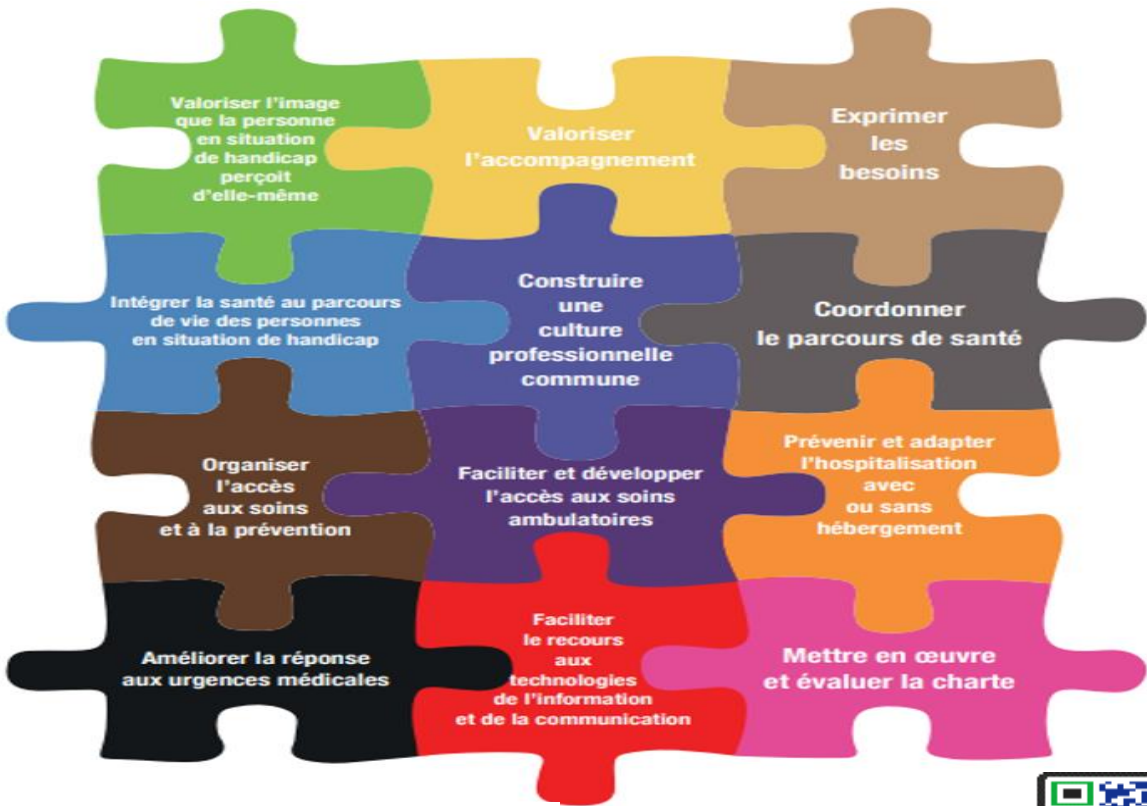 Valoriser l'image
que la personne
en situation
de handicap
perçoit
d'elle-même
Valoriser
l'accompagnement
Exprimer
les
besoins
Intégrer la santé au parcours
de vie des personnes
en situation de handicap
Construire
une
culture
professionnelle
commune
Coordonner
le parcours de santé
Organiser
l'accès
aux soins
et à la prévention
Faciliter et développer
l'accès aux soins
ambulatoires
Prévenir et adapter
l'hospitalisation
avec
ou sans
hébergement
Améliorer la réponse
aux urgences médicales
Faciliter
le recours
aux
technologies
de l'information
et de la communication
Mettre en œuvre
et évaluer la charte